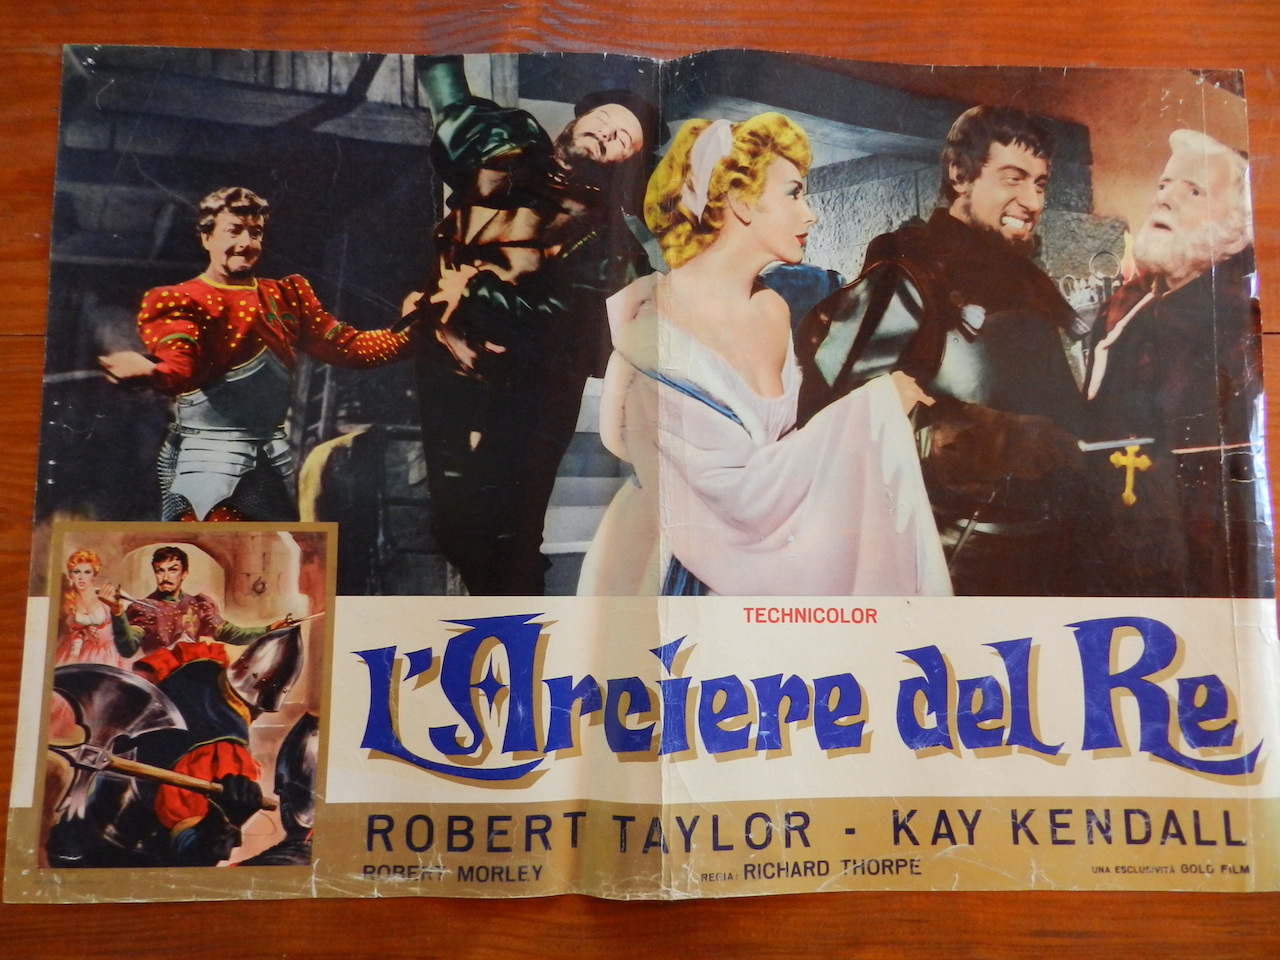 TECHNICOLOR
L'Arciere del Re
ROBERT TAYLOR - KAY KENDALL
ROBERT MORLEY
REGIA: RICHARD THORPE
UNA ESCLUSIVITÀ GOLD FILM